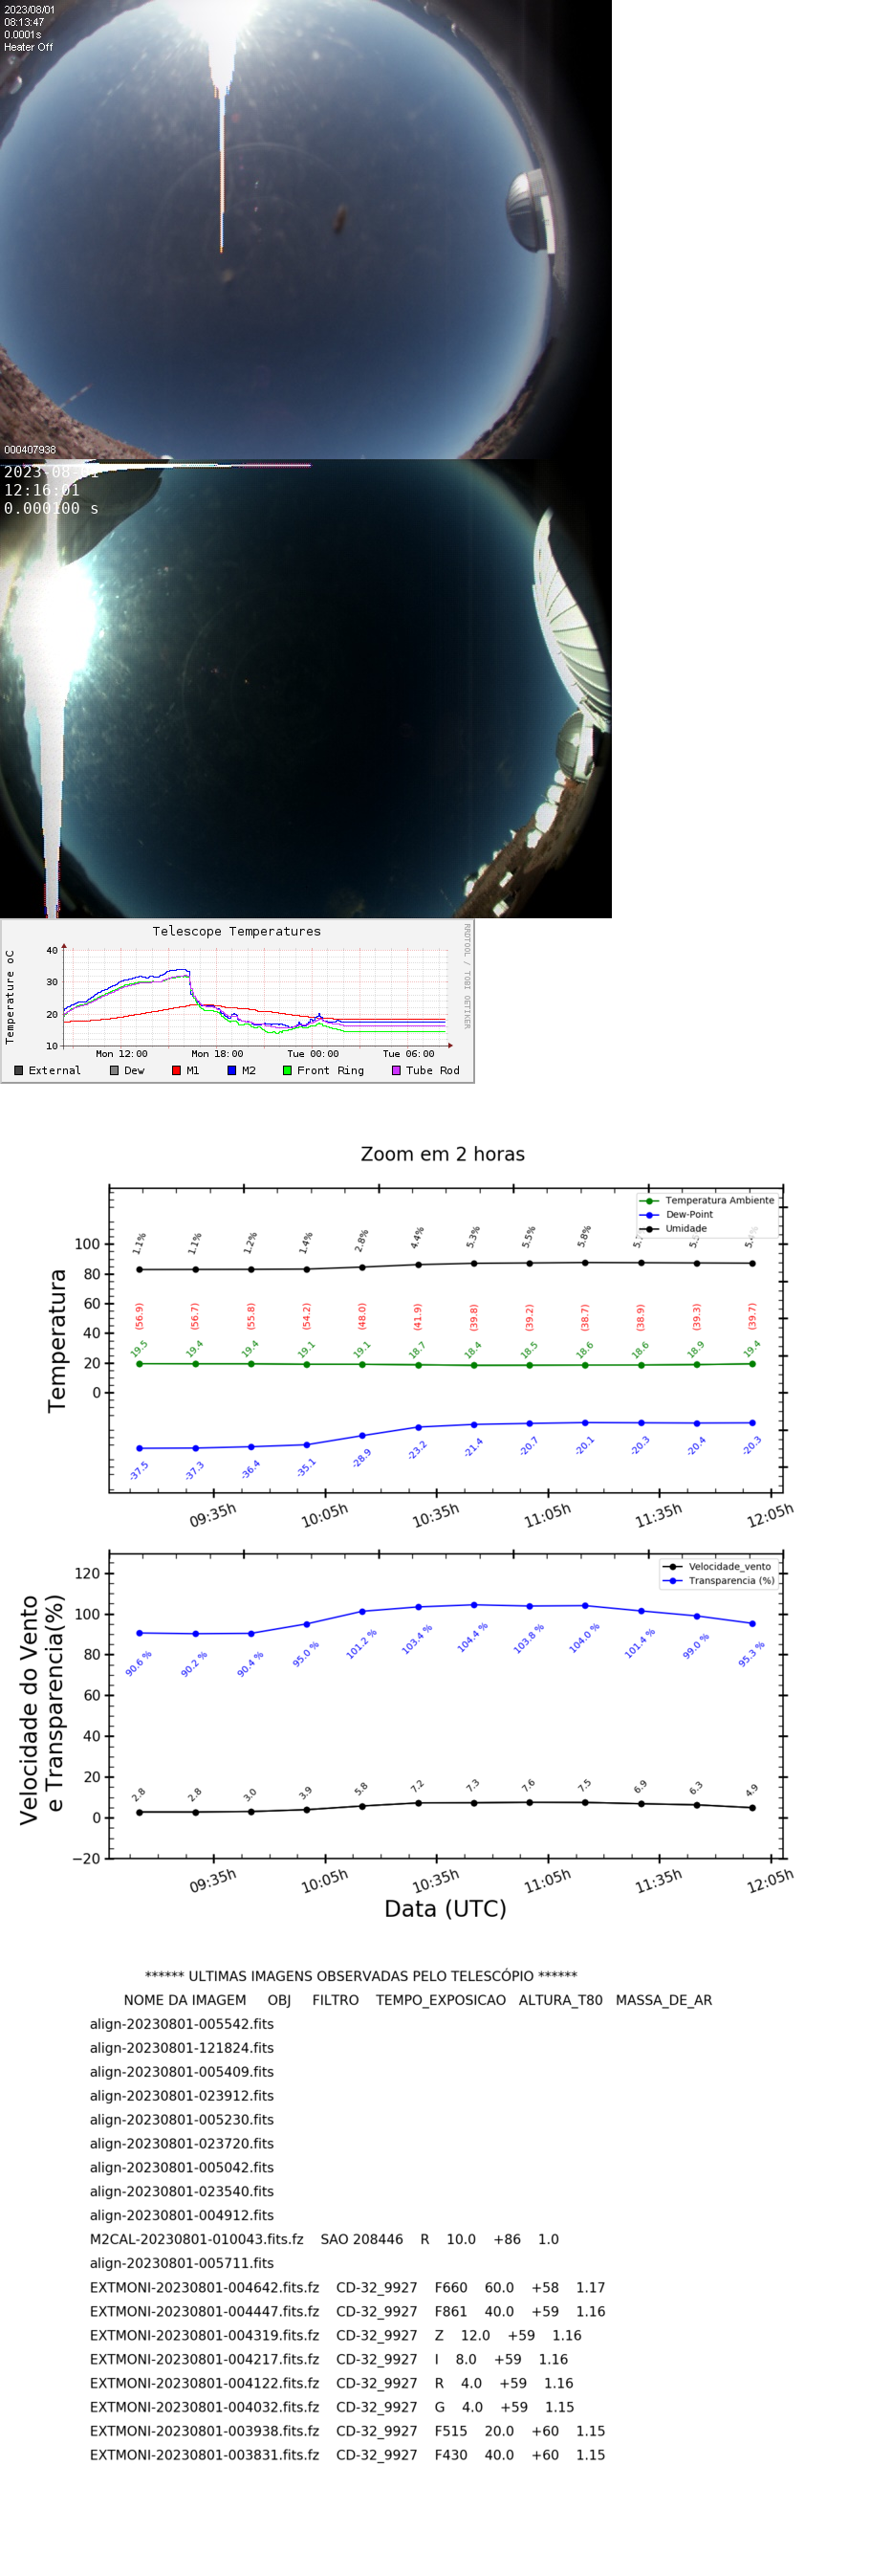 2023/08/01
08:13:47
0.0001s
Heater Off
000407938
2023-08-01
12:16:01
0.000100 s
Telescope Temperatures
RRDTOOL / TOBI OETIKER
Temperature oC
40
30
20
10
Mon 12:00 Mon 18:00 Tue 00:00 Tue 06:00
External Dew M1 M2 Front Ring Tube Rod
Zoom em 2 horas
Temperatura Ambiente
Dew-Point
Umidade
Temperatura
100
80
60
40
20
0
1.1% 1.1% 1.2% 1.4% 2.8% 4.4% 5.3% 5.5% 5.8%
(56.9) (56.7) (55.8) (54.2) (48.0) (41.9) (39.8) (39.2) (38.7) (38.9) (39.3) (39.7)
19.5 19.4 19.4 19.1 19.1 18.7 18.4 18.5 18.6 18.6 18.9 19.4
-37.5 -37.3 -36.4 -35.1 -28.9 -23.2 -21.4 -20.7 -20.1 -20.3 -20.4 -20.3
09:35h 10:05h 10:35h 11:05h 11:35h 12:05h
Velocidade_vento
Transparencia (%)
Velocidade do Vento
e Transparencia(%)
120
100
80
60
40
20
0
−20
90.6 % 90.2 % 90.4 % 95.0 % 101.2 % 103.4 % 104.4 % 103.8 % 104.0 % 101.4 % 99.0 % 95.3 %
2.8 2.8 3.0 3.9 5.8 7.2 7.3 7.6 7.5 6.9 6.3 4.9
09:35h 10:05h 10:35h 11:05h 11:35h 12:05h
Data (UTC)
****** ULTIMAS IMAGENS OBSERVADAS PELO TELESCÓPIO ******
NOME DA IMAGEM OBJ FILTRO TEMPO_EXPOSICAO ALTURA_T80 MASSA_DE_AR
align-20230801-005542.fits
align-20230801-121824.fits
align-20230801-005409.fits
align-20230801-023912.fits
align-20230801-005230.fits
align-20230801-023720.fits
align-20230801-005042.fits
align-20230801-023540.fits
align-20230801-004912.fits
M2CAL-20230801-010043.fits.fz SAO 208446 R 10.0 +86 1.0
align-20230801-005711.fits
EXTMONI-20230801-004642.fits.fz CD-32_9927 F660 60.0 +58 1.17
EXTMONI-20230801-004447.fits.fz CD-32_9927 F861 40.0 +59 1.16
EXTMONI-20230801-004319.fits.fz CD-32_9927 Z 12.0 +59 1.16
EXTMONI-20230801-004217.fits.fz CD-32_9927 I 8.0 +59 1.16
EXTMONI-20230801-004122.fits.fz CD-32_9927 R 4.0 +59 1.16
EXTMONI-20230801-004032.fits.fz CD-32_9927 G 4.0 +59 1.15
EXTMONI-20230801-003938.fits.fz CD-32_9927 F515 20.0 +60 1.15
EXTMONI-20230801-003831.fits.fz CD-32_9927 F430 40.0 +60 1.15